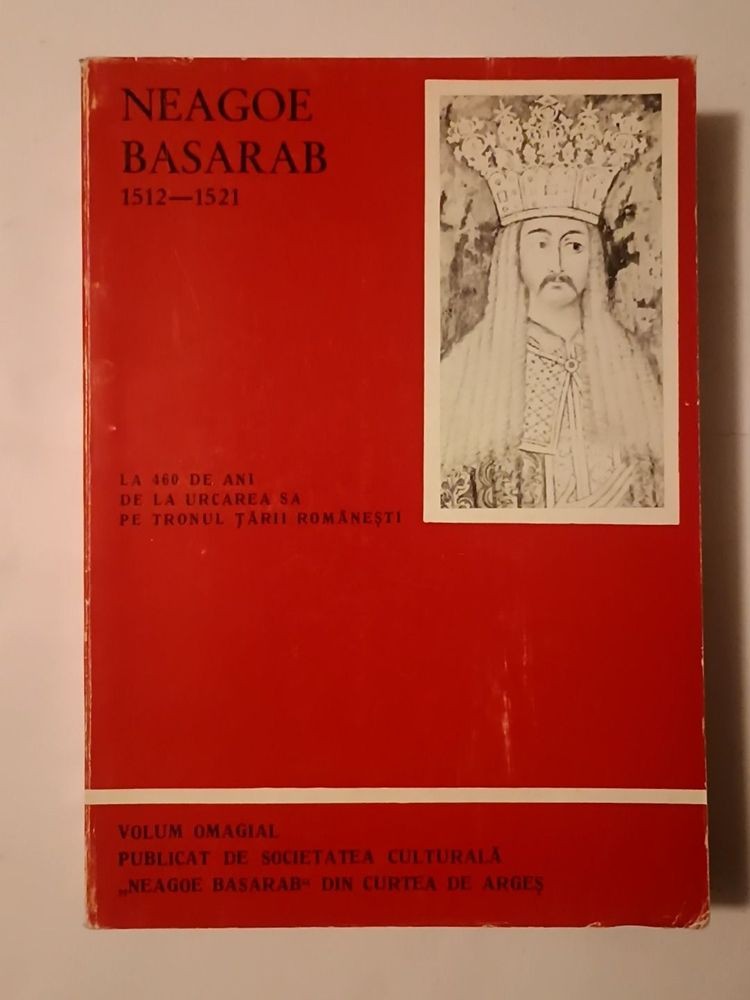 NEAGOE
BASARAB
1512—1521
LA 460 DE ANI
DE LA URCAREA SA
PE TRONUL ŢĂRII ROMÂNEŞTI
VOLUM OMAGIAL
PUBLICAT DE SOCIETATEA CULTURALĂ
„NEAGOE BASARAB“ DIN CURTEA DE ARGEŞ